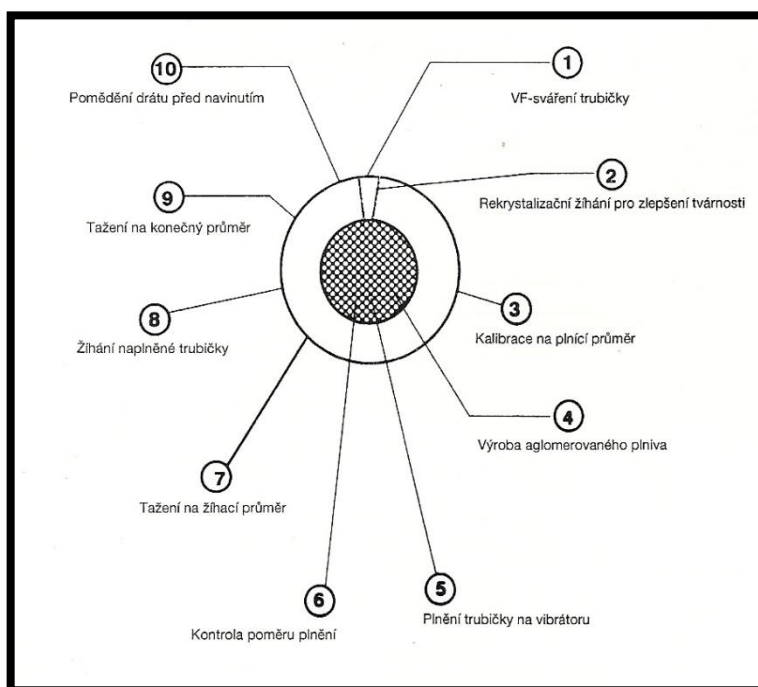 1
VF-sváření trubičky
2
Rekrystalizační žíhání pro zlepšení tvárnosti
3
Kalibrace na plnící průměr
4
Výroba aglomerovaného plniva
5
Plnění trubičky na vibrátoru
6
Kontrola poměru plnění
7
Tažení na žíhací průměr
8
Žíhání naplněné trubičky
9
Tažení na konečný průměr
10
Pomědění drátu před navinutím